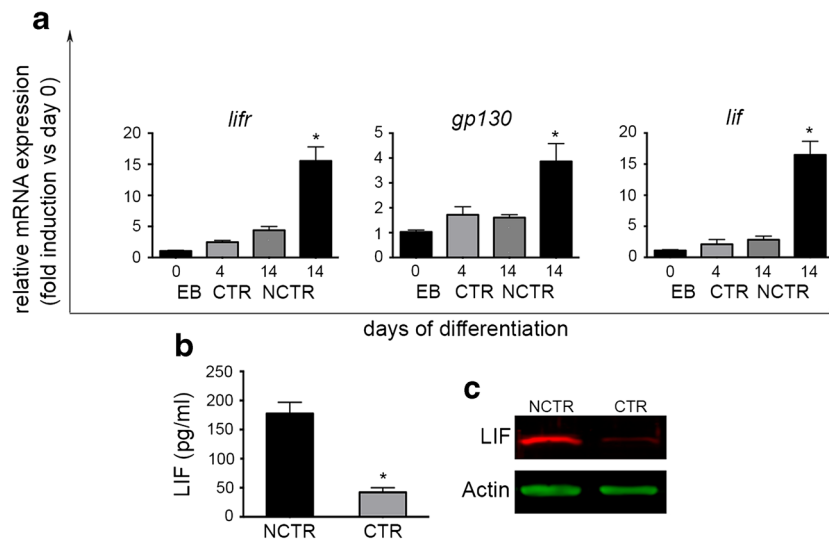 a
relative mRNA expression
(fold induction vs day 0)
lifr
20
15
10
5
0
*
0 4 14 14
EB CTR NCTR
gp130
5
4
3
2
1
0
*
0 4 14 14
EB CTR NCTR
lif
20
15
10
5
0
*
0 4 14 14
EB CTR NCTR
days of differentiation
b
LIF (pg/ml)
250
200
150
100
50
0
*
NCTR CTR
c
NCTR CTR
LIF
Actin